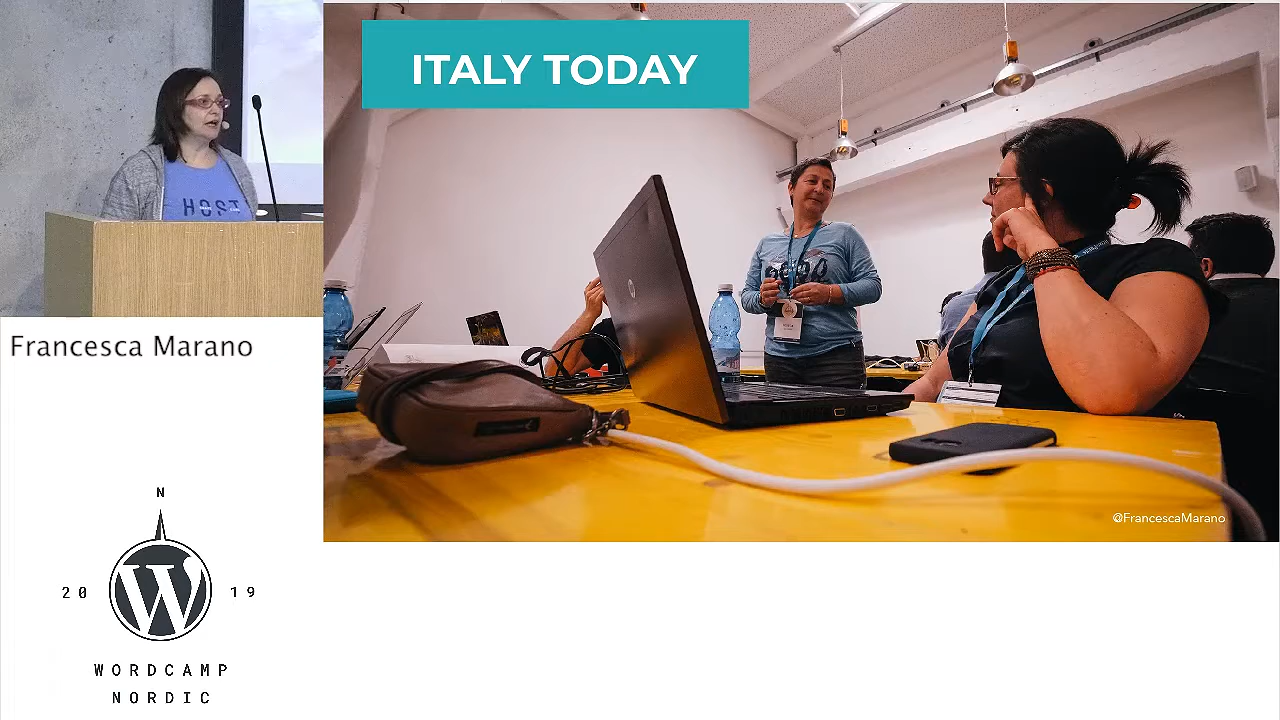 ITALY TODAY
HOST
Francesca Marano
@FrancescaMarano
N
20 19
W
WORDCAMP
NORDIC